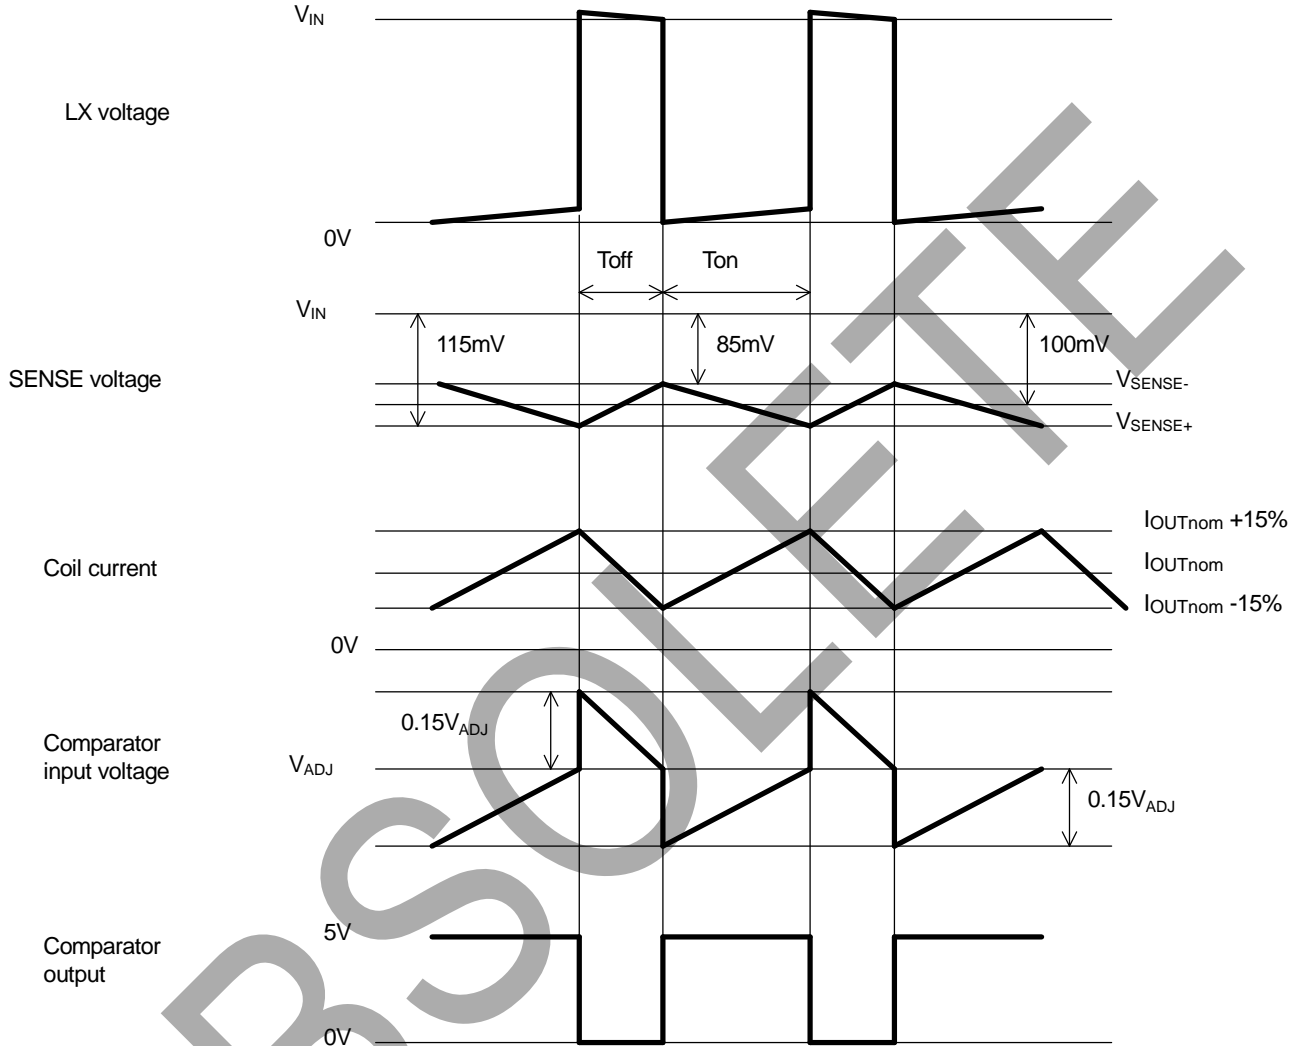 VIN
LX voltage
0V
Toff
Ton
VIN
115mV
85mV
100mV
SENSE voltage
VSENSE-
VSENSE+
IOUTnom +15%
Coil current
IOUTnom
IOUTnom -15%
0V
0.15VADJ
Comparator
input voltage
VADJ
0.15VADJ
5V
Comparator
output
0V
BSOLETE